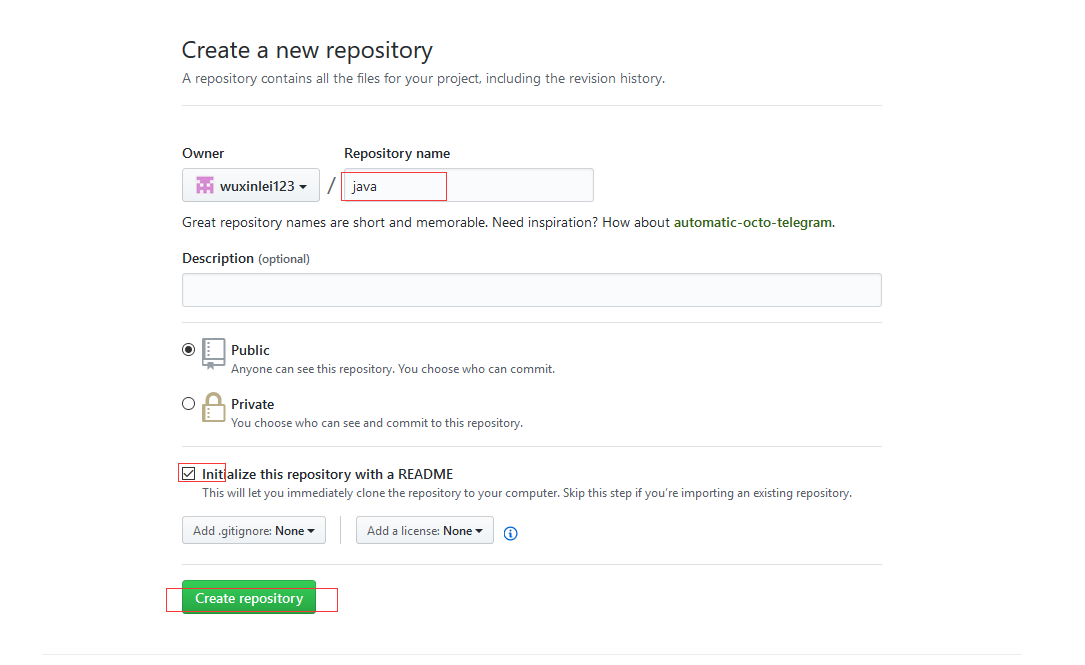 Create a new repository
A repository contains all the files for your project, including the revision history.
Owner
Repository name
wuxinlei123 / java
Great repository names are short and memorable. Need inspiration? How about automatic-octo-telegram.
Description (optional)
Public
Anyone can see this repository. You choose who can commit.
Private
You choose who can see and commit to this repository.
Initialize this repository with a README
This will let you immediately clone the repository to your computer. Skip this step if you’re importing an existing repository.
Add .gitignore: None
Add a license: None
Create repository